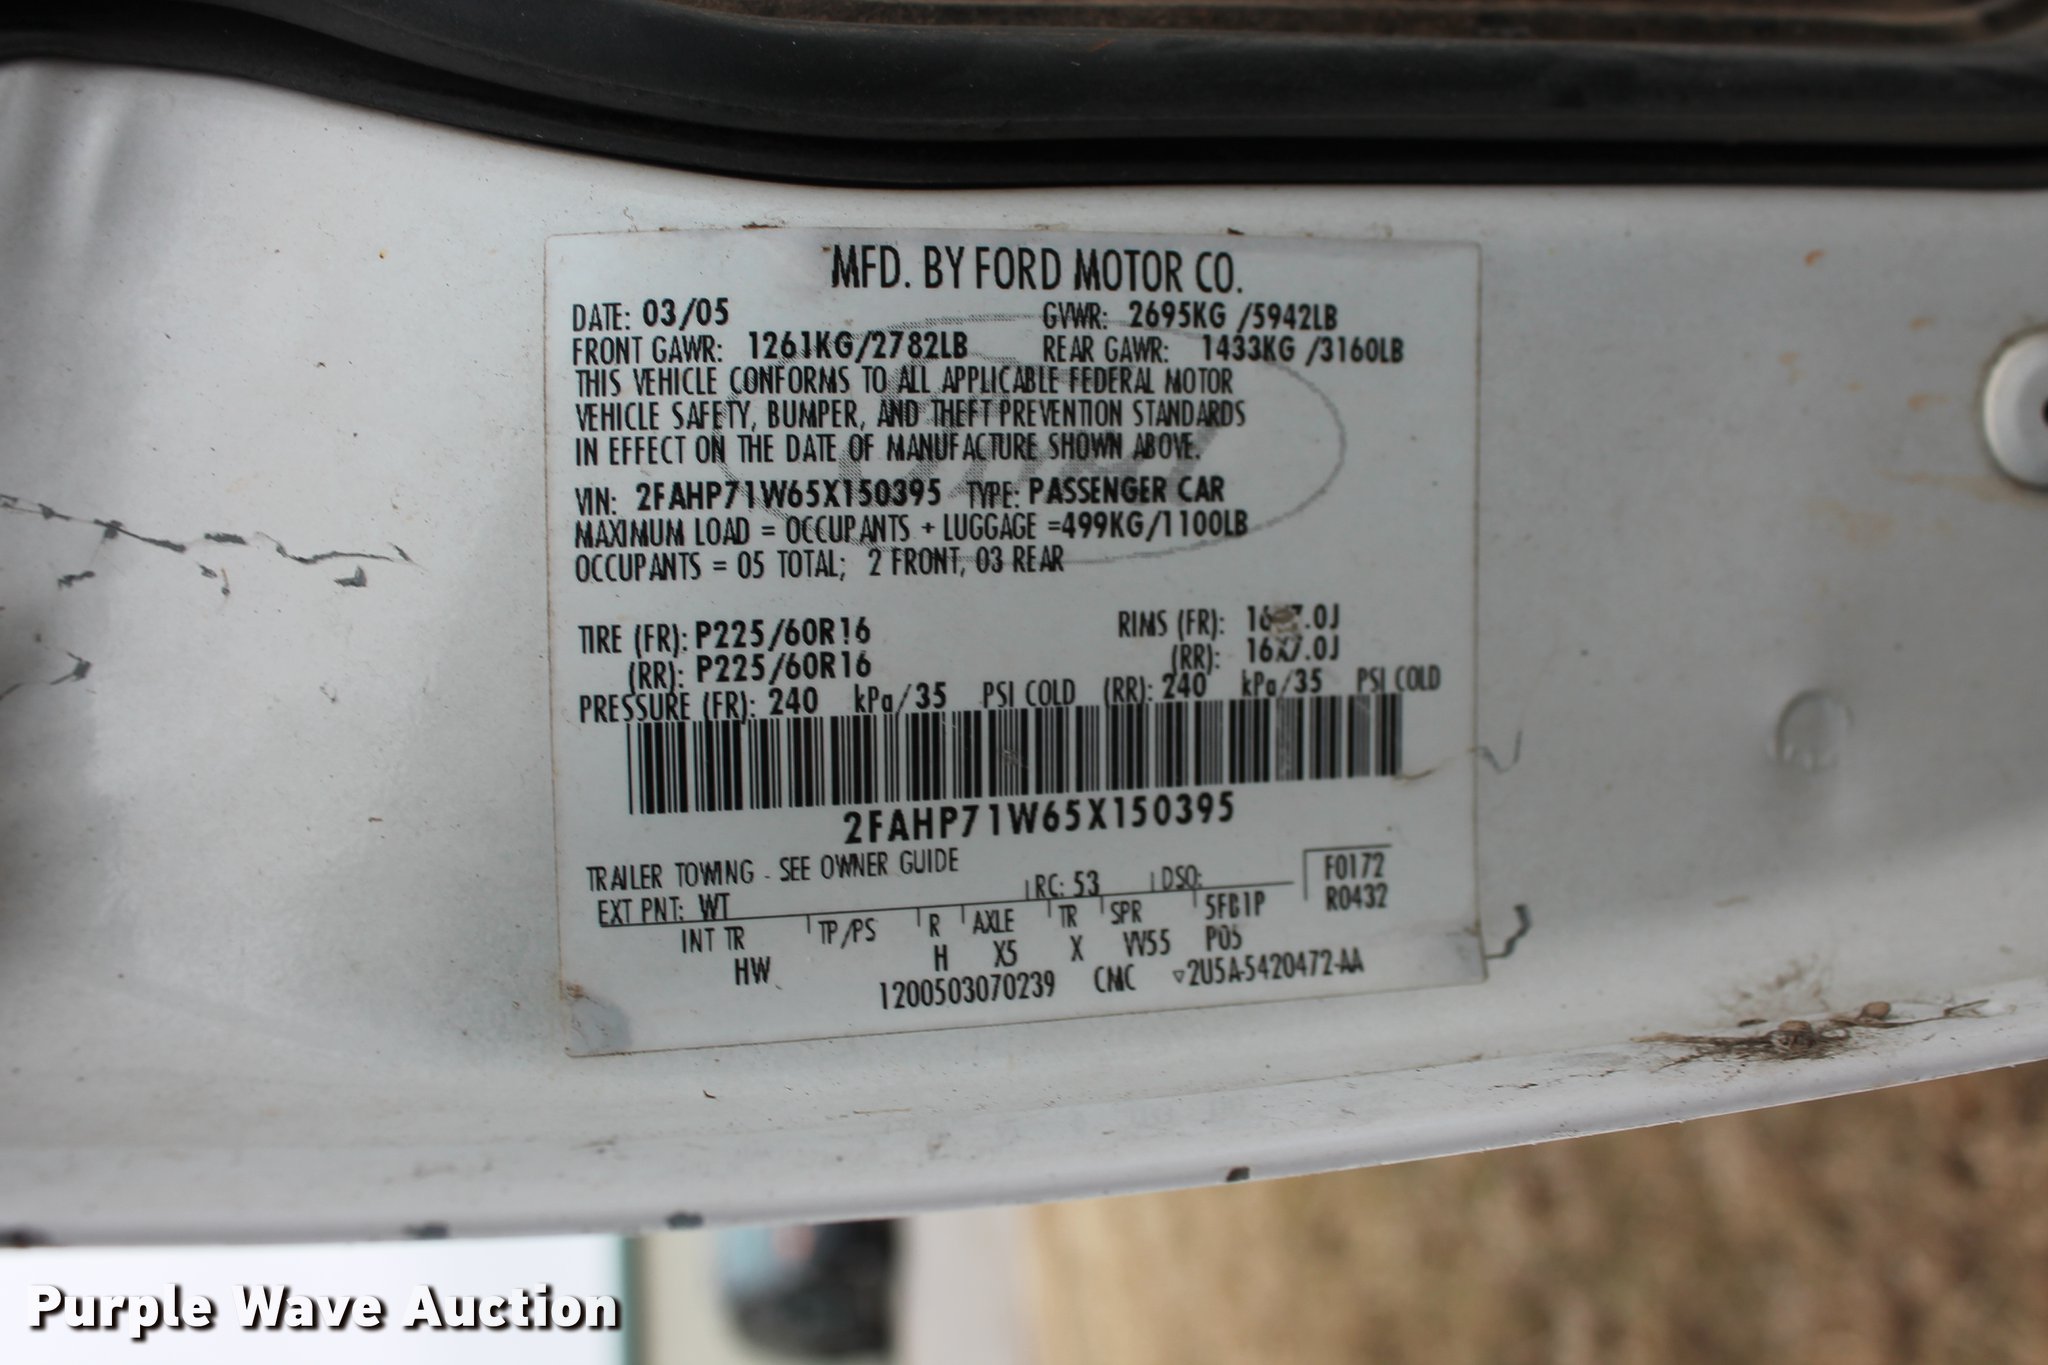 MFD. BY FORD MOTOR CO.
DATE: 03/05 GVWR: 2695KG /5942LB
FRONT GAWR: 1261KG/2782LB REAR GAWR: 1433KG /3160LB
THIS VEHICLE CONFORMS TO ALL APPLICABLE FEDERAL MOTOR
VEHICLE SAFETY, BUMPER, AND THEFT PREVENTION STANDARDS
IN EFFECT ON THE DATE OF MANUFACTURE SHOWN ABOVE.
VIN: 2FAHP71W65X150395 TYPE: PASSENGER CAR
MAXIMUM LOAD = OCCUPANTS + LUGGAGE =499KG/1100LB
OCCUPANTS = 05 TOTAL; 2 FRONT, 03 REAR
TIRE (FR): P225/60R16 RIMS (FR): 16X7.0J
(RR): P225/60R16 (RR): 16X7.0J
PRESSURE (FR): 240 kPa/35 PSI COLD (RR): 240 kPa/35 PSI COLD
2FAHP71W65X150395
TRAILER TOWING - SEE OWNER GUIDE F0172
EXT PNT: WT RC: 53 DSO: R0432
INT TR TP/PS R AXLE TR SPR 5FB1P
HW H X5 X VV55 P05
1200503070239 CMC ▽2U5A-5420472-AA
Purple Wave Auction